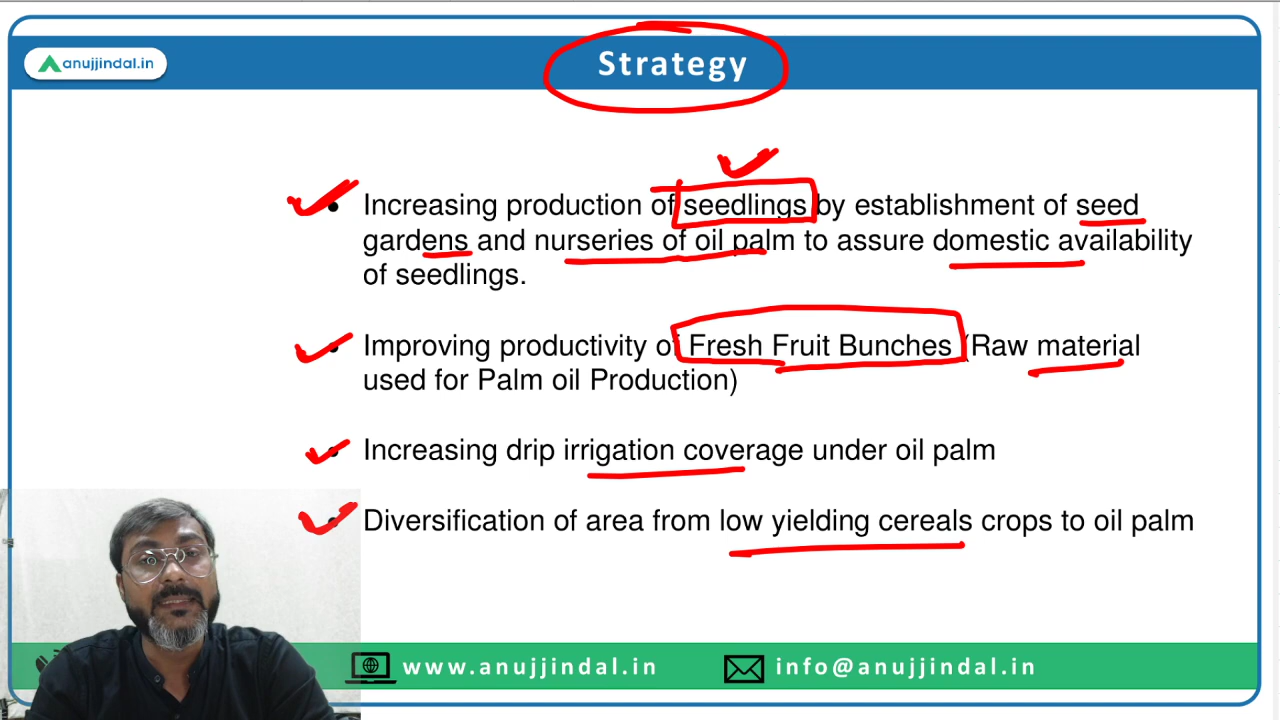 anujjindal.in
Strategy
Increasing production of seedlings by establishment of seed
gardens and nurseries of oil palm to assure domestic availability
of seedlings.
Improving productivity of Fresh Fruit Bunches (Raw material
used for Palm oil Production)
Increasing drip irrigation coverage under oil palm
Diversification of area from low yielding cereals crops to oil palm
www.anujjindal.in
info@anujjindal.in